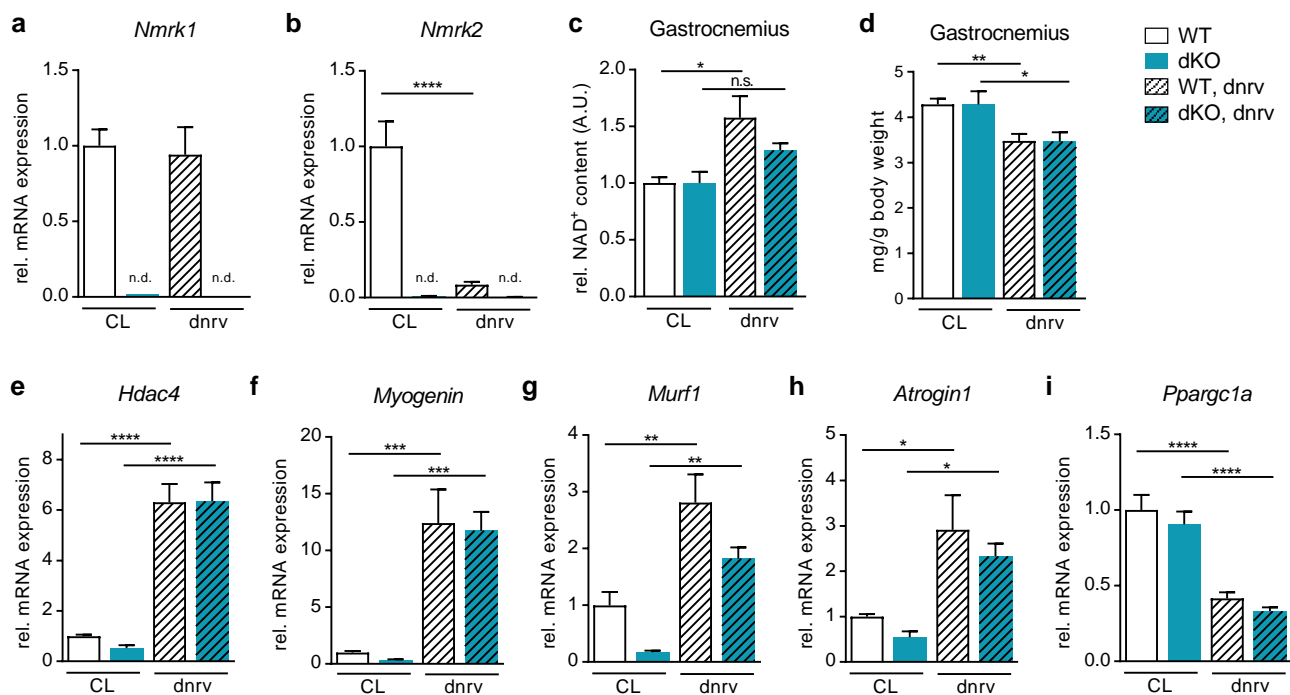 a
Nmrk1
rel. mRNA expression
1.5
1.0
0.5
0.0
n.d.
n.d.
CL
dnrv
b
Nmrk2
rel. mRNA expression
1.5
1.0
0.5
0.0
****
n.d.
n.d.
CL
dnrv
c
Gastrocnemius
rel. NAD⁺ content (A.U.)
2.0
1.5
1.0
0.5
0.0
*
n.s.
CL
dnrv
d
Gastrocnemius
mg/g body weight
5
4
3
2
1
0
**
*
CL
dnrv
WT
dKO
WT, dnrv
dKO, dnrv
e
Hdac4
rel. mRNA expression
8
6
4
2
0
****
****
CL
dnrv
f
Myogenin
rel. mRNA expression
20
15
10
5
0
***
***
CL
dnrv
g
Murf1
rel. mRNA expression
4
3
2
1
0
**
**
CL
dnrv
h
Atrogin1
rel. mRNA expression
5
4
3
2
1
0
*
*
CL
dnrv
i
Ppargc1a
rel. mRNA expression
1.5
1.0
0.5
0.0
****
****
CL
dnrv